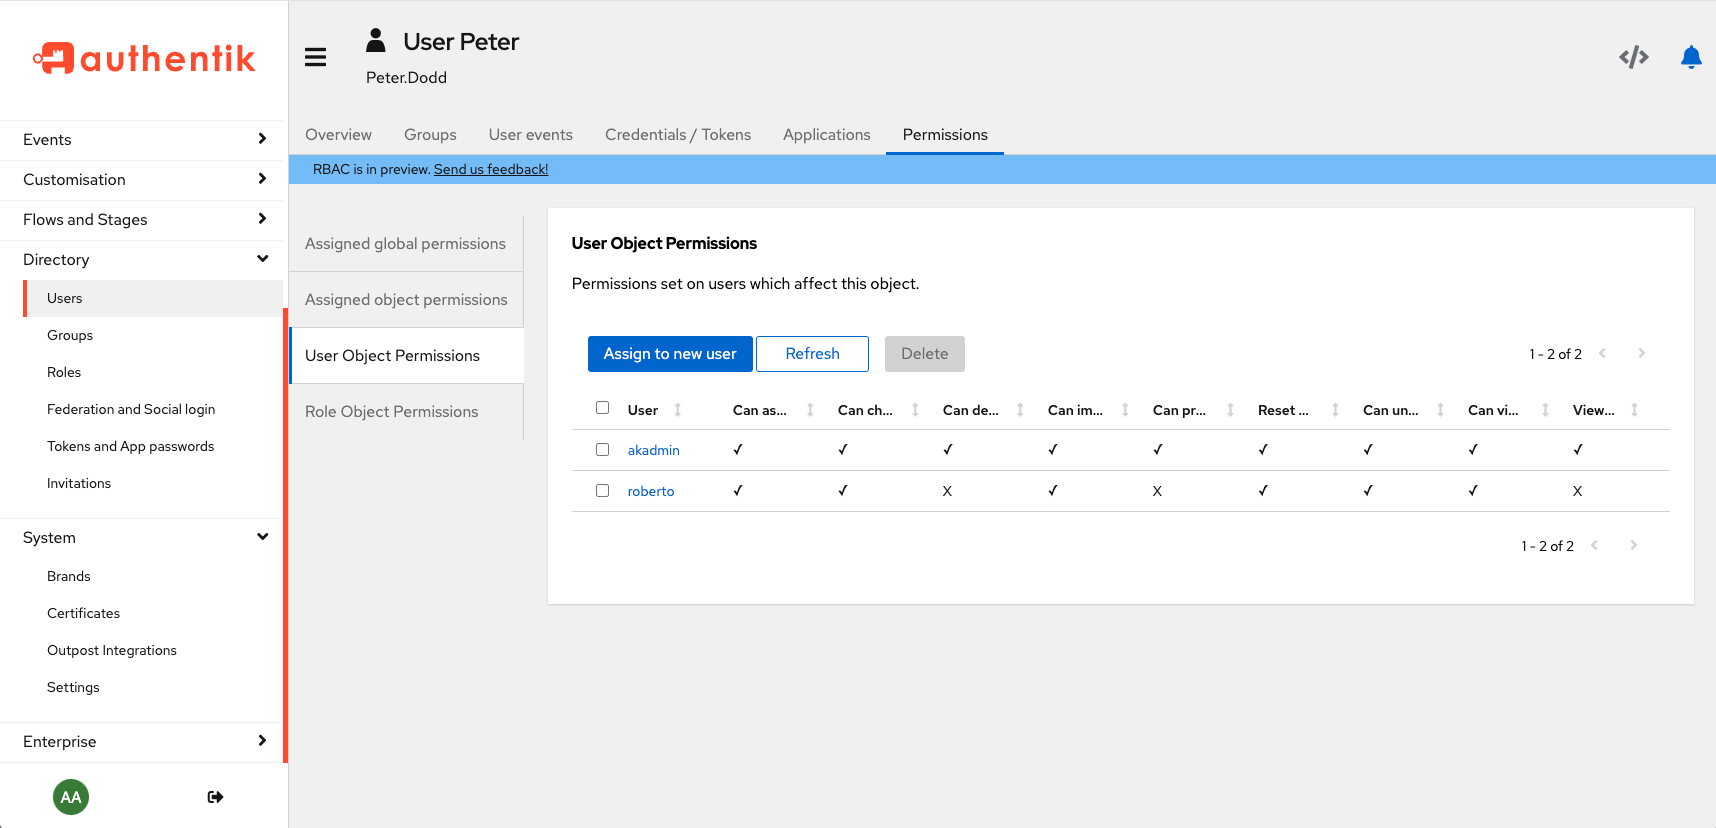 authentik
Events
Customisation
Flows and Stages
Directory
Users
Groups
Roles
Federation and Social login
Tokens and App passwords
Invitations
System
Brands
Certificates
Outpost Integrations
Settings
Enterprise
AA
User Peter
Peter.Dodd
Overview Groups User events Credentials / Tokens Applications Permissions
RBAC is in preview. Send us feedback!
Assigned global permissions
Assigned object permissions
User Object Permissions
Role Object Permissions
User Object Permissions
Permissions set on users which affect this object.
Assign to new user Refresh Delete 1 - 2 of 2
User Can as... Can ch... Can de... Can im... Can pr... Reset ... Can un... Can vi... View...
akadmin ✓ ✓ ✓ ✓ ✓ ✓ ✓ ✓ ✓
roberto ✓ ✓ X ✓ X ✓ ✓ ✓ X
1 - 2 of 2